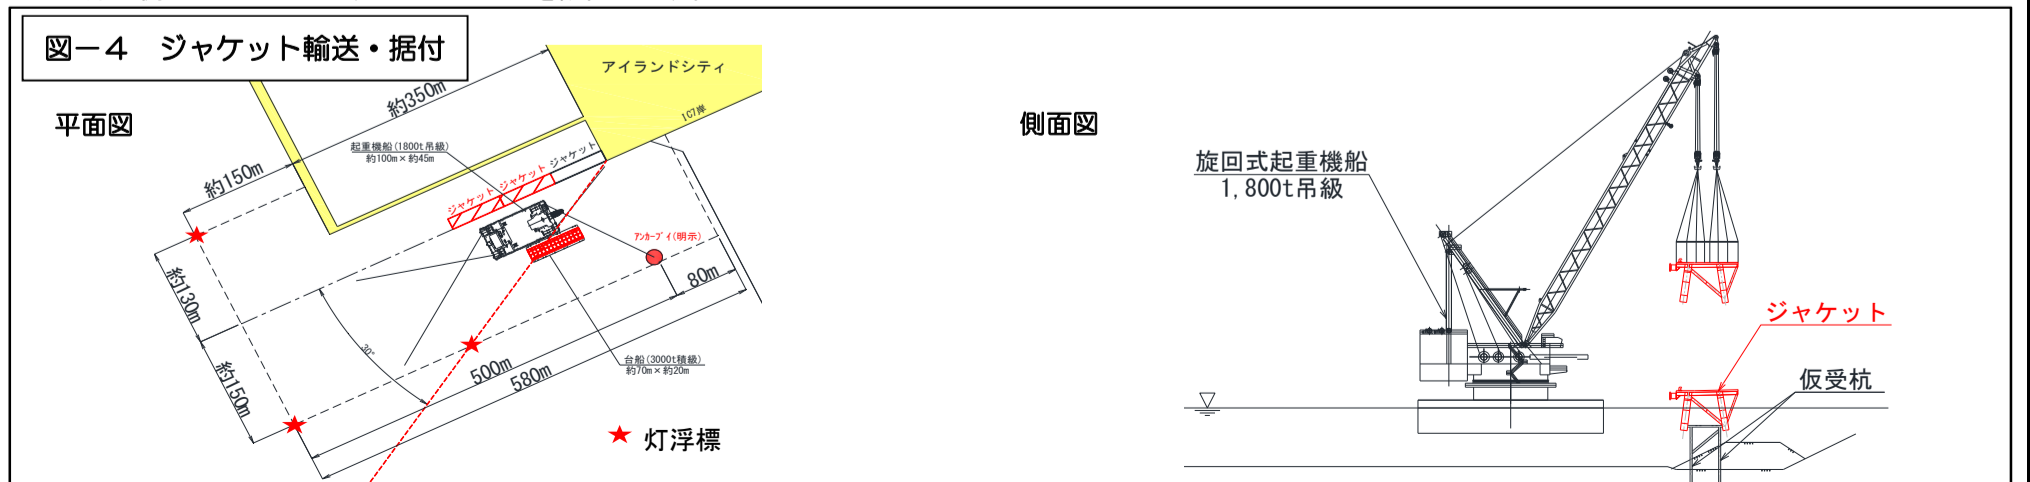 図－4　ジャケット輸送・据付
平面図
アイランドシティ
約350m
IC7岸
起重機船(1800t吊級)
約100m×約45m
ジャケット
ジャケット
ジャケット
約150m
ｱﾝｶｰﾌﾞｲ(明示)
80m
約130m
30°
500m
580m
台船(3000t積級)
約70m×約20m
約150m
★ 灯浮標
側面図
旋回式起重機船
1,800t吊級
ジャケット
仮受杭